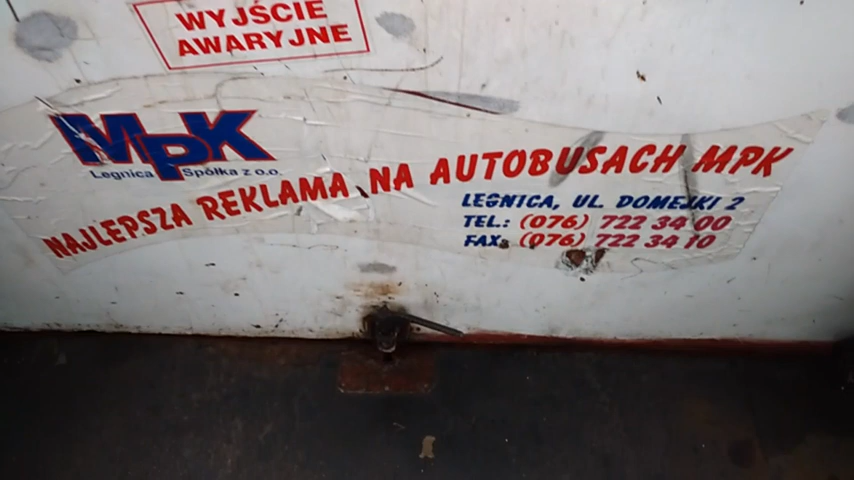 WYJŚCIE
AWARYJNE
MPK
Legnica Spółka z o.o.
NAJLEPSZA REKLAMA NA AUTOBUSACH MPK
LEGNICA, UL. DOMEJKI 2
TEL.: (076) 722 34 00
FAX: (076) 722 34 10